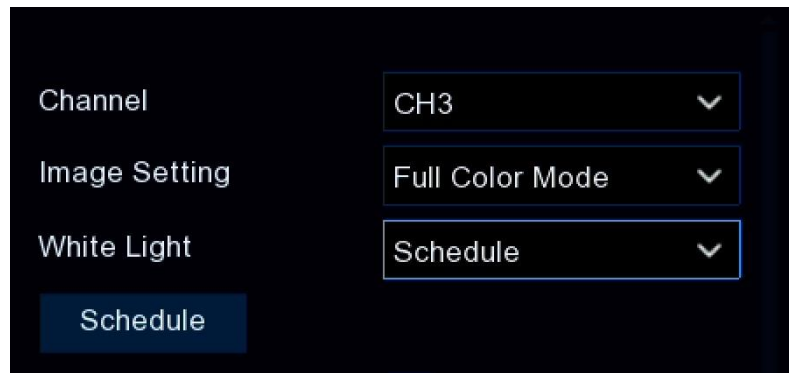 Channel CH3
Image Setting Full Color Mode
White Light Schedule
Schedule